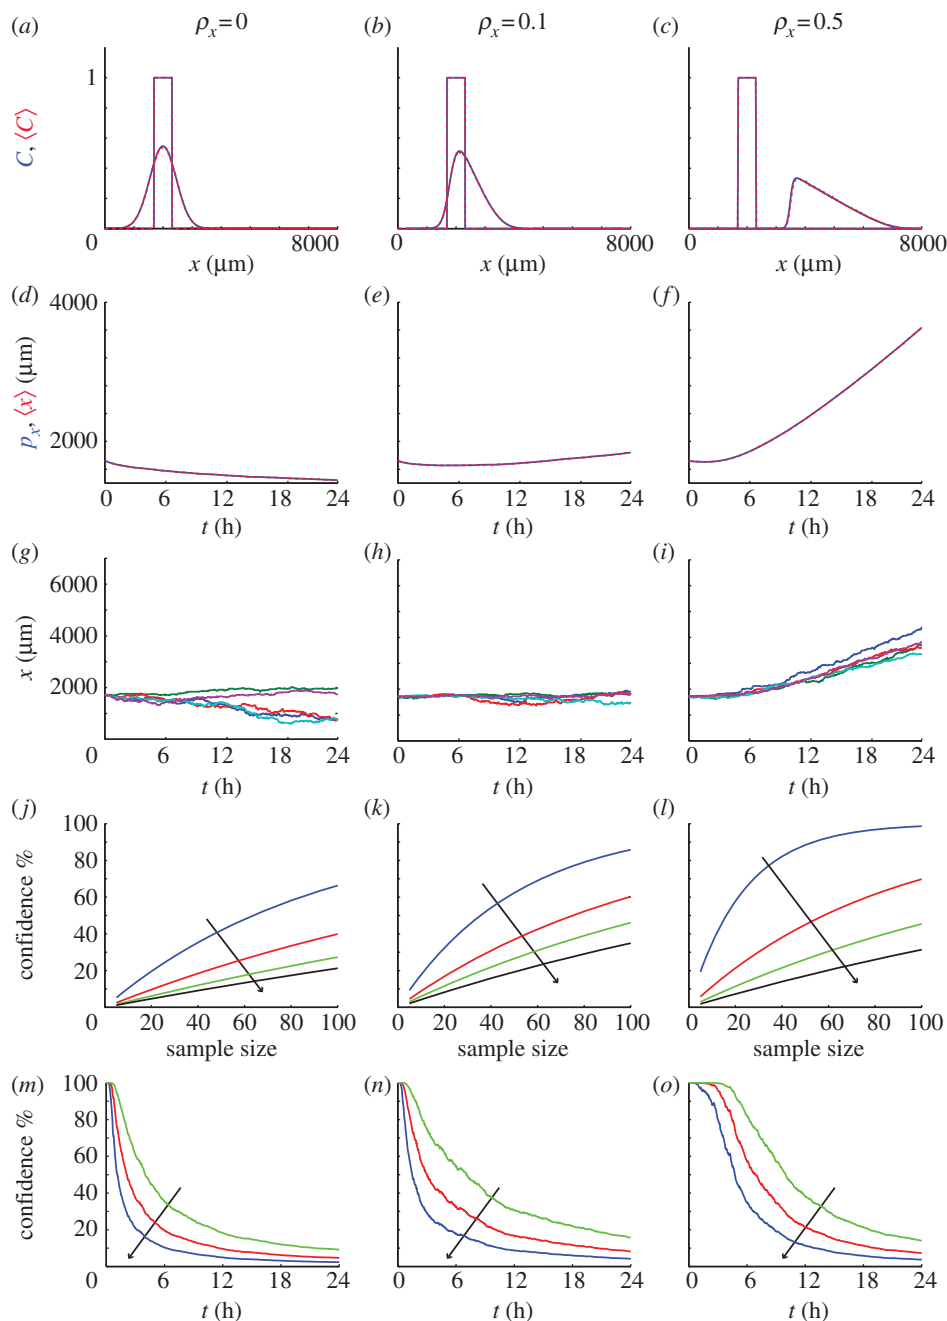 (a) ρx = 0 (b) ρx = 0.1 (c) ρx = 0.5
C, ⟨C⟩
1
0 8000 0 8000 0 8000
x (μm) x (μm) x (μm)
(d) (e) (f)
px, ⟨x⟩ (μm)
4000
2000
0 6 12 18 24 0 6 12 18 24 0 6 12 18 24
t (h) t (h) t (h)
(g) (h) (i)
x (μm)
6000
4000
2000
0
0 6 12 18 24 0 6 12 18 24 0 6 12 18 24
t (h) t (h) t (h)
(j) (k) (l)
confidence %
100
80
60
40
20
0 20 40 60 80 100 0 20 40 60 80 100 0 20 40 60 80 100
sample size sample size sample size
(m) (n) (o)
confidence %
100
80
60
40
20
0
0 6 12 18 24 0 6 12 18 24 0 6 12 18 24
t (h) t (h) t (h)